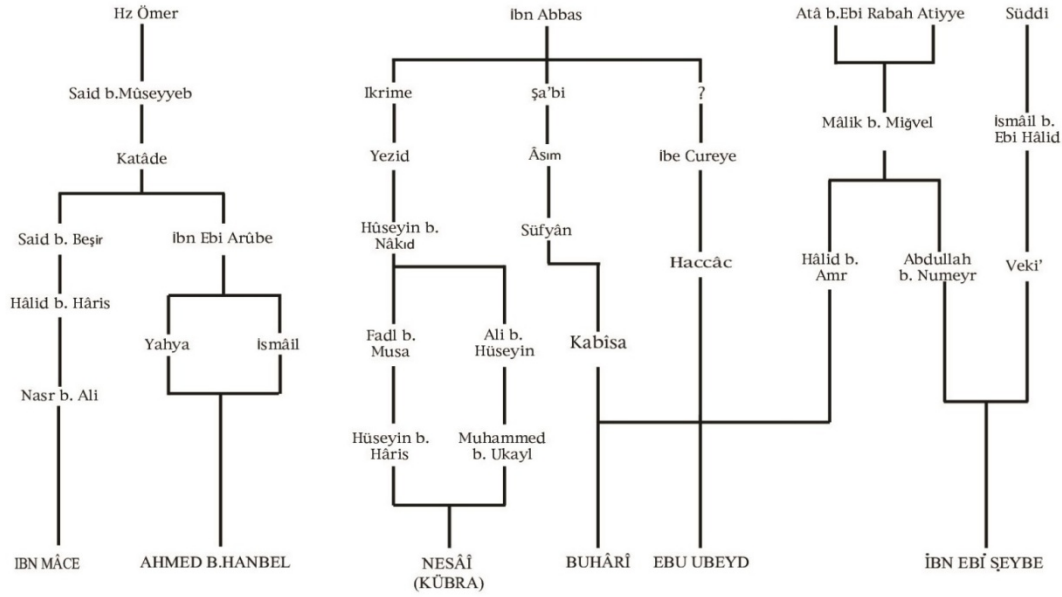 Hz Ömer
İbn Abbas
Atâ b.Ebi Rabah Atiyye
Süddi
Said b.Mûseyyeb
Ikrime
Şa'bi
?
Mâlik b. Miğvel
İsmâil b.
Ebi Hâlid
Katâde
Yezid
Âsım
İbe Cureye
Said b. Beşir
İbn Ebi Arûbe
Hûseyin b.
Nâkıd
Süfyân
Haccâc
Hâlid b.
Amr
Abdullah
b. Numeyr
Veki'
Hâlid b. Hâris
Yahya
İsmâil
Fadl b.
Musa
Ali b.
Hüseyin
Kabîsa
Nasr b. Ali
Hüseyin b.
Hâris
Muhammed
b. Ukayl
IBN MÂCE
AHMED B.HANBEL
NESÂÎ
(KÜBRA)
BUHÂRÎ
EBU UBEYD
İBN EBİ ŞEYBE